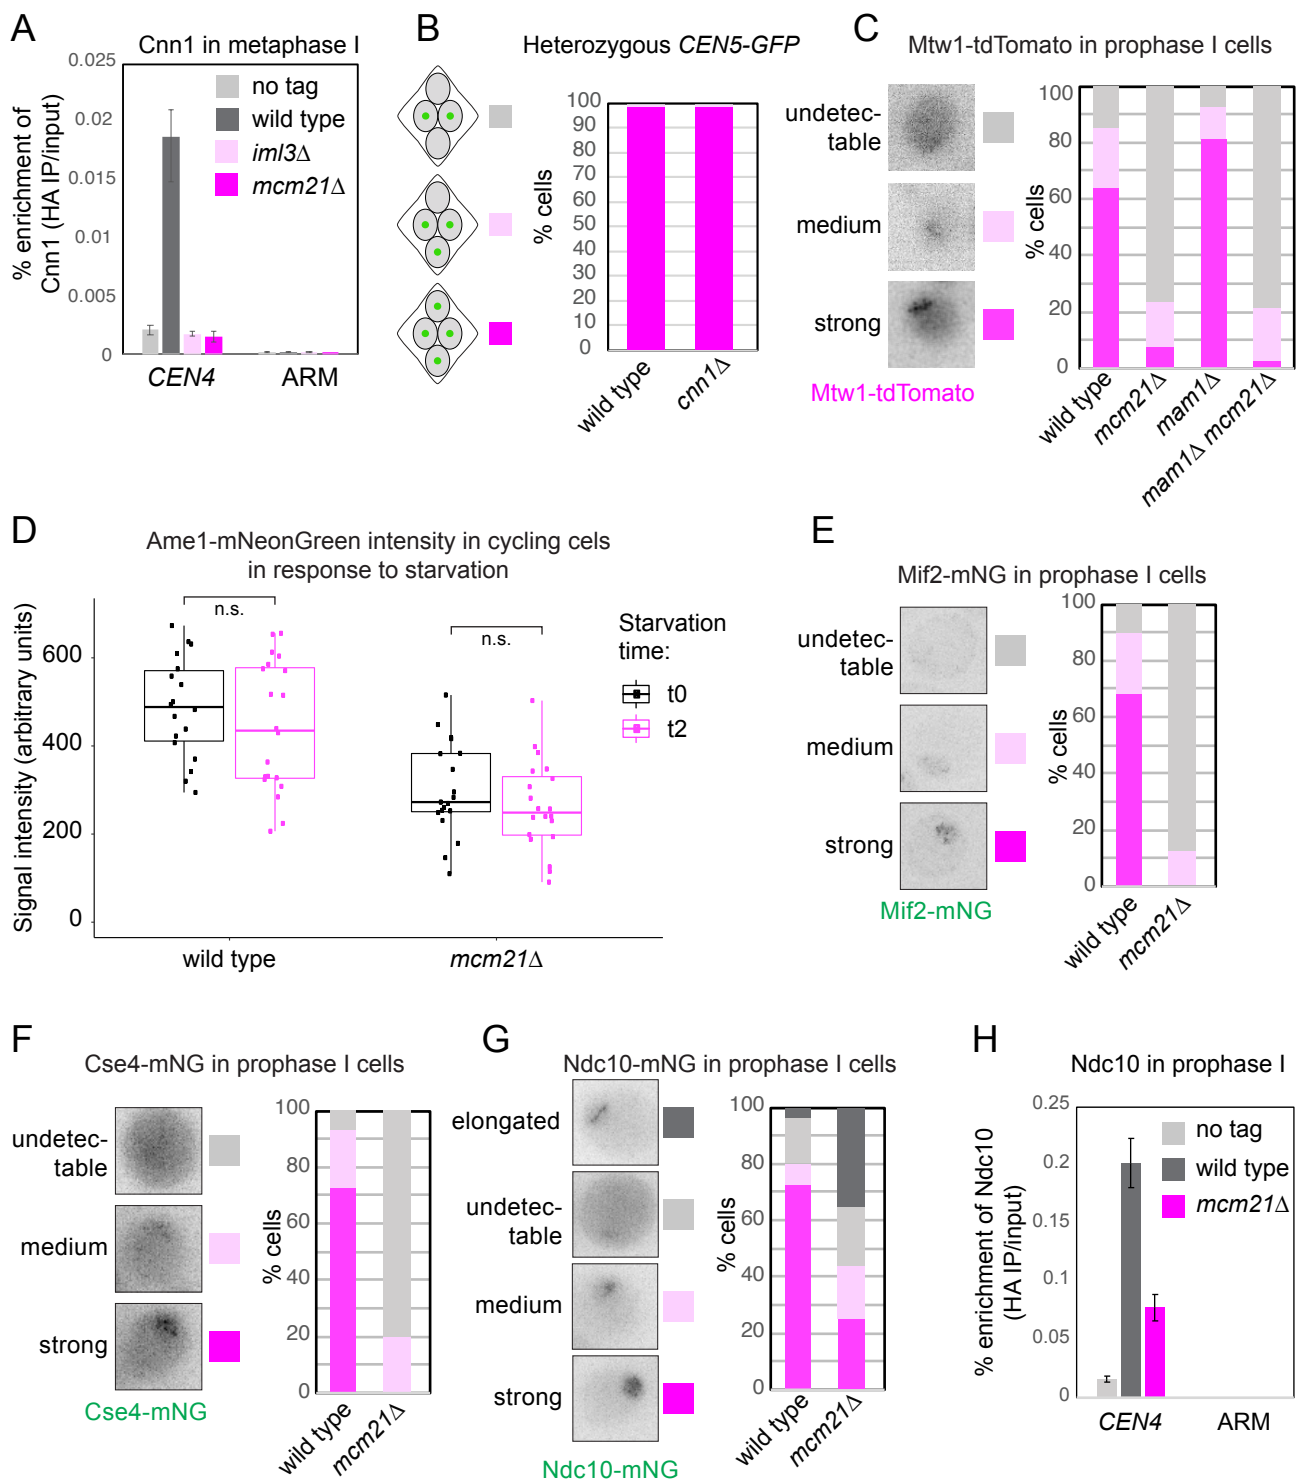 A
Cnn1 in metaphase I
% enrichment of
Cnn1 (HA IP/input)
0.025
0.02
0.015
0.01
0.005
0
no tag
wild type
iml3Δ
mcm21Δ
CEN4
ARM
B
Heterozygous CEN5-GFP
% cells
100
90
80
70
60
50
40
30
20
10
0
wild type
cnn1Δ
C
Mtw1-tdTomato in prophase I cells
undetec-
table
medium
strong
Mtw1-tdTomato
% cells
100
80
60
40
20
0
wild type
mcm21Δ
mam1Δ
mam1Δ mcm21Δ
D
Ame1-mNeonGreen intensity in cycling cels
in response to starvation
Signal intensity (arbitrary units)
600
400
200
0
n.s.
n.s.
Starvation
time:
t0
t2
wild type
mcm21Δ
E
Mif2-mNG in prophase I cells
undetec-
table
medium
strong
Mif2-mNG
% cells
100
80
60
40
20
0
wild type
mcm21Δ
F
Cse4-mNG in prophase I cells
undetec-
table
medium
strong
Cse4-mNG
% cells
100
80
60
40
20
0
wild type
mcm21Δ
G
Ndc10-mNG in prophase I cells
elongated
undetec-
table
medium
strong
Ndc10-mNG
% cells
100
80
60
40
20
0
wild type
mcm21Δ
H
Ndc10 in prophase I
% enrichment of Ndc10
(HA IP/input)
0.25
0.2
0.15
0.1
0.05
0
no tag
wild type
mcm21Δ
CEN4
ARM